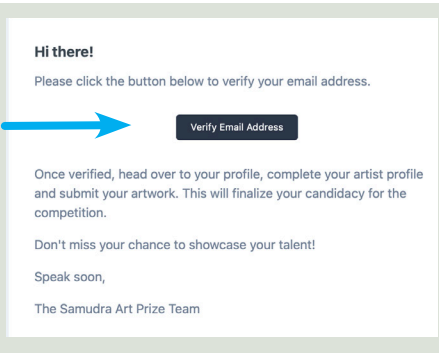 Hi there!
Please click the button below to verify your email address.
Verify Email Address
Once verified, head over to your profile, complete your artist profile
and submit your artwork. This will finalize your candidacy for the
competition.
Don't miss your chance to showcase your talent!
Speak soon,
The Samudra Art Prize Team